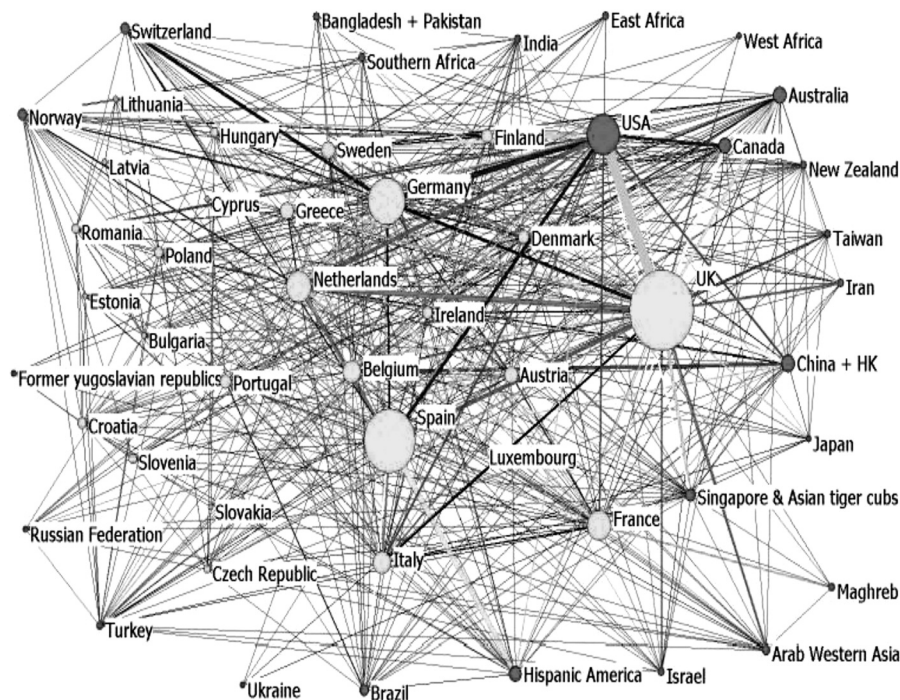 Bangladesh + Pakistan
East Africa
Switzerland
India
West Africa
Southern Africa
Australia
Lithuania
Norway
USA
Hungary
Finland
Canada
Sweden
Latvia
New Zealand
Germany
Cyprus
Greece
Romania
Denmark
Taiwan
Poland
Netherlands
UK
Iran
Estonia
Ireland
Bulgaria
China + HK
Belgium
Austria
Former yugoslavian republics
Portugal
Spain
Croatia
Japan
Luxembourg
Slovenia
Singapore & Asian tiger cubs
Slovakia
France
Russian Federation
Italy
Czech Republic
Maghreb
Turkey
Arab Western Asia
Hispanic America
Israel
Ukraine
Brazil